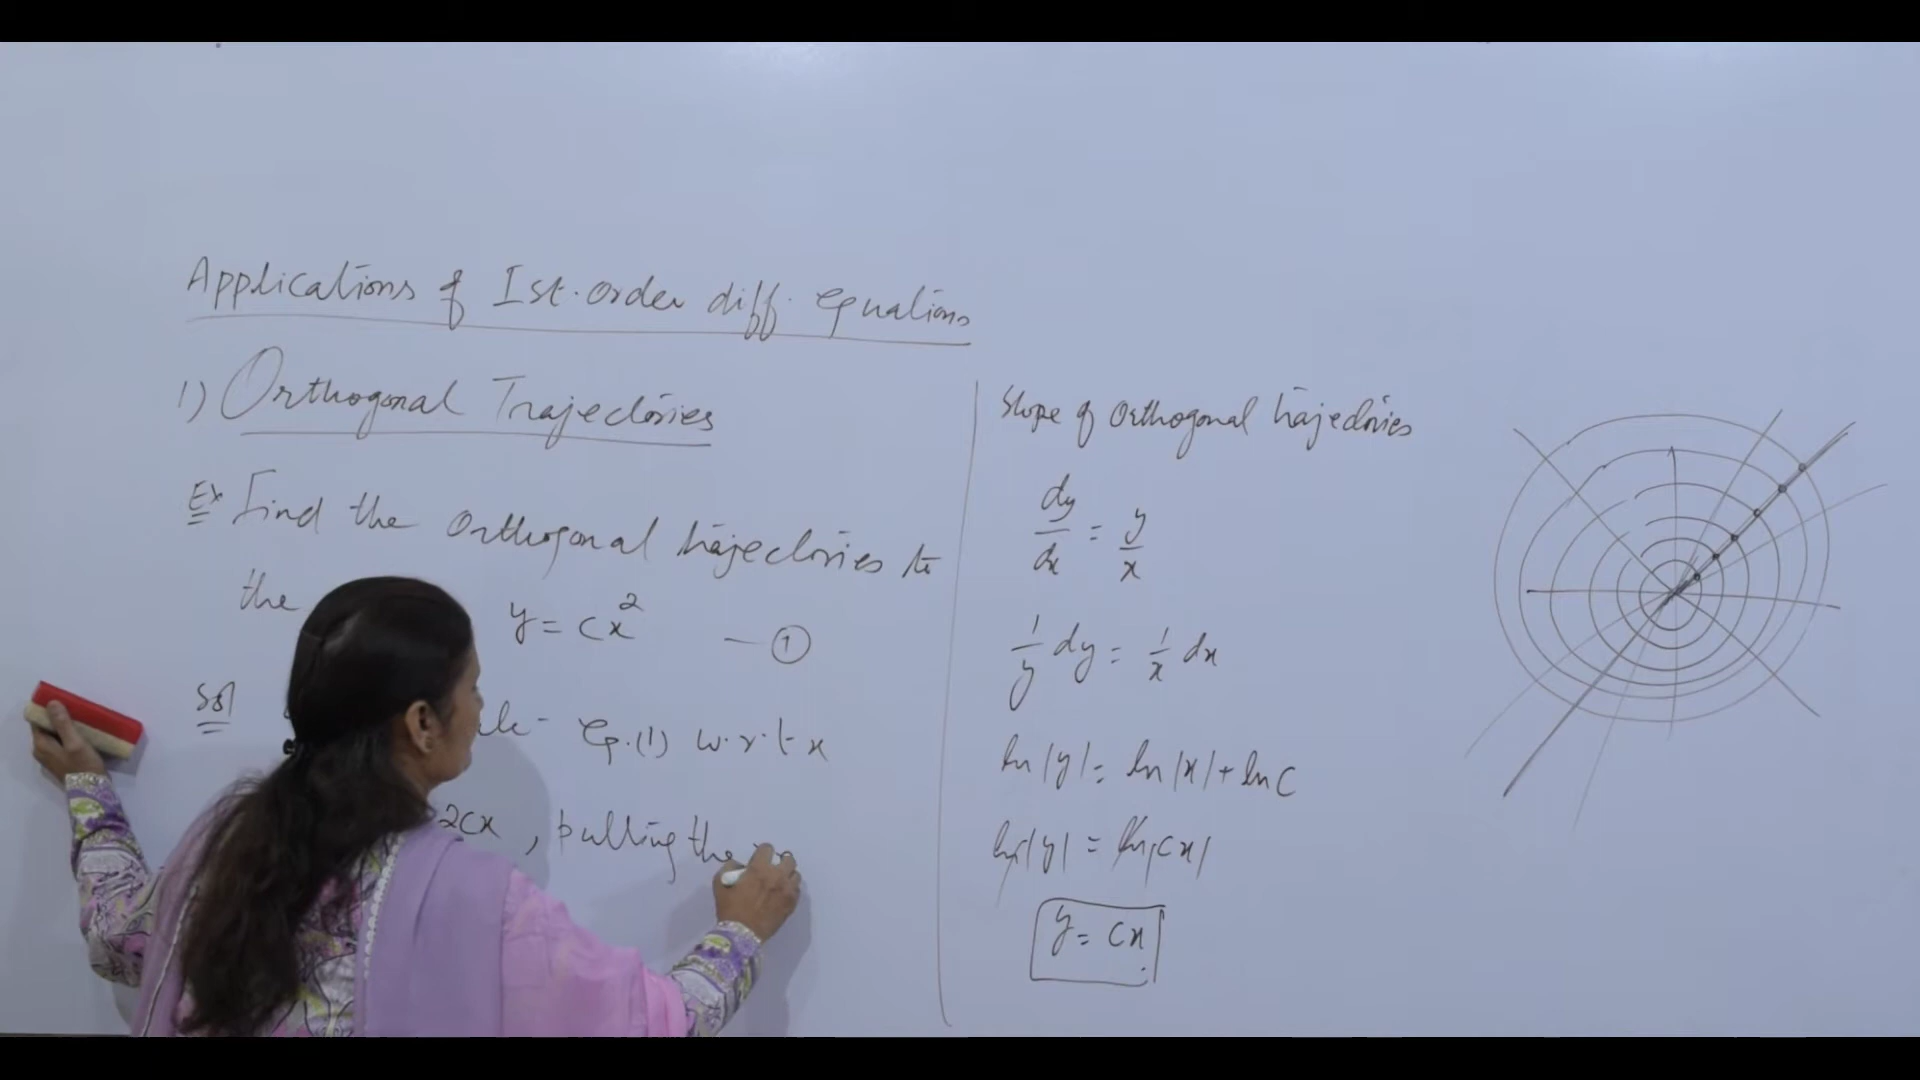 Applications of Ist.order diff. equations
1) Orthogonal Trajectories
Ex Find the orthogonal trajectories to
the
y = cx² — ①
Sol
Eq.(1) w.r.t x
2cx , putting the
Slope of orthogonal trajectories
dy/dx = y/x
1/y dy = 1/x dx
ln|y| = ln|x| + ln c
ln|y| = ln|cx|
y = cx